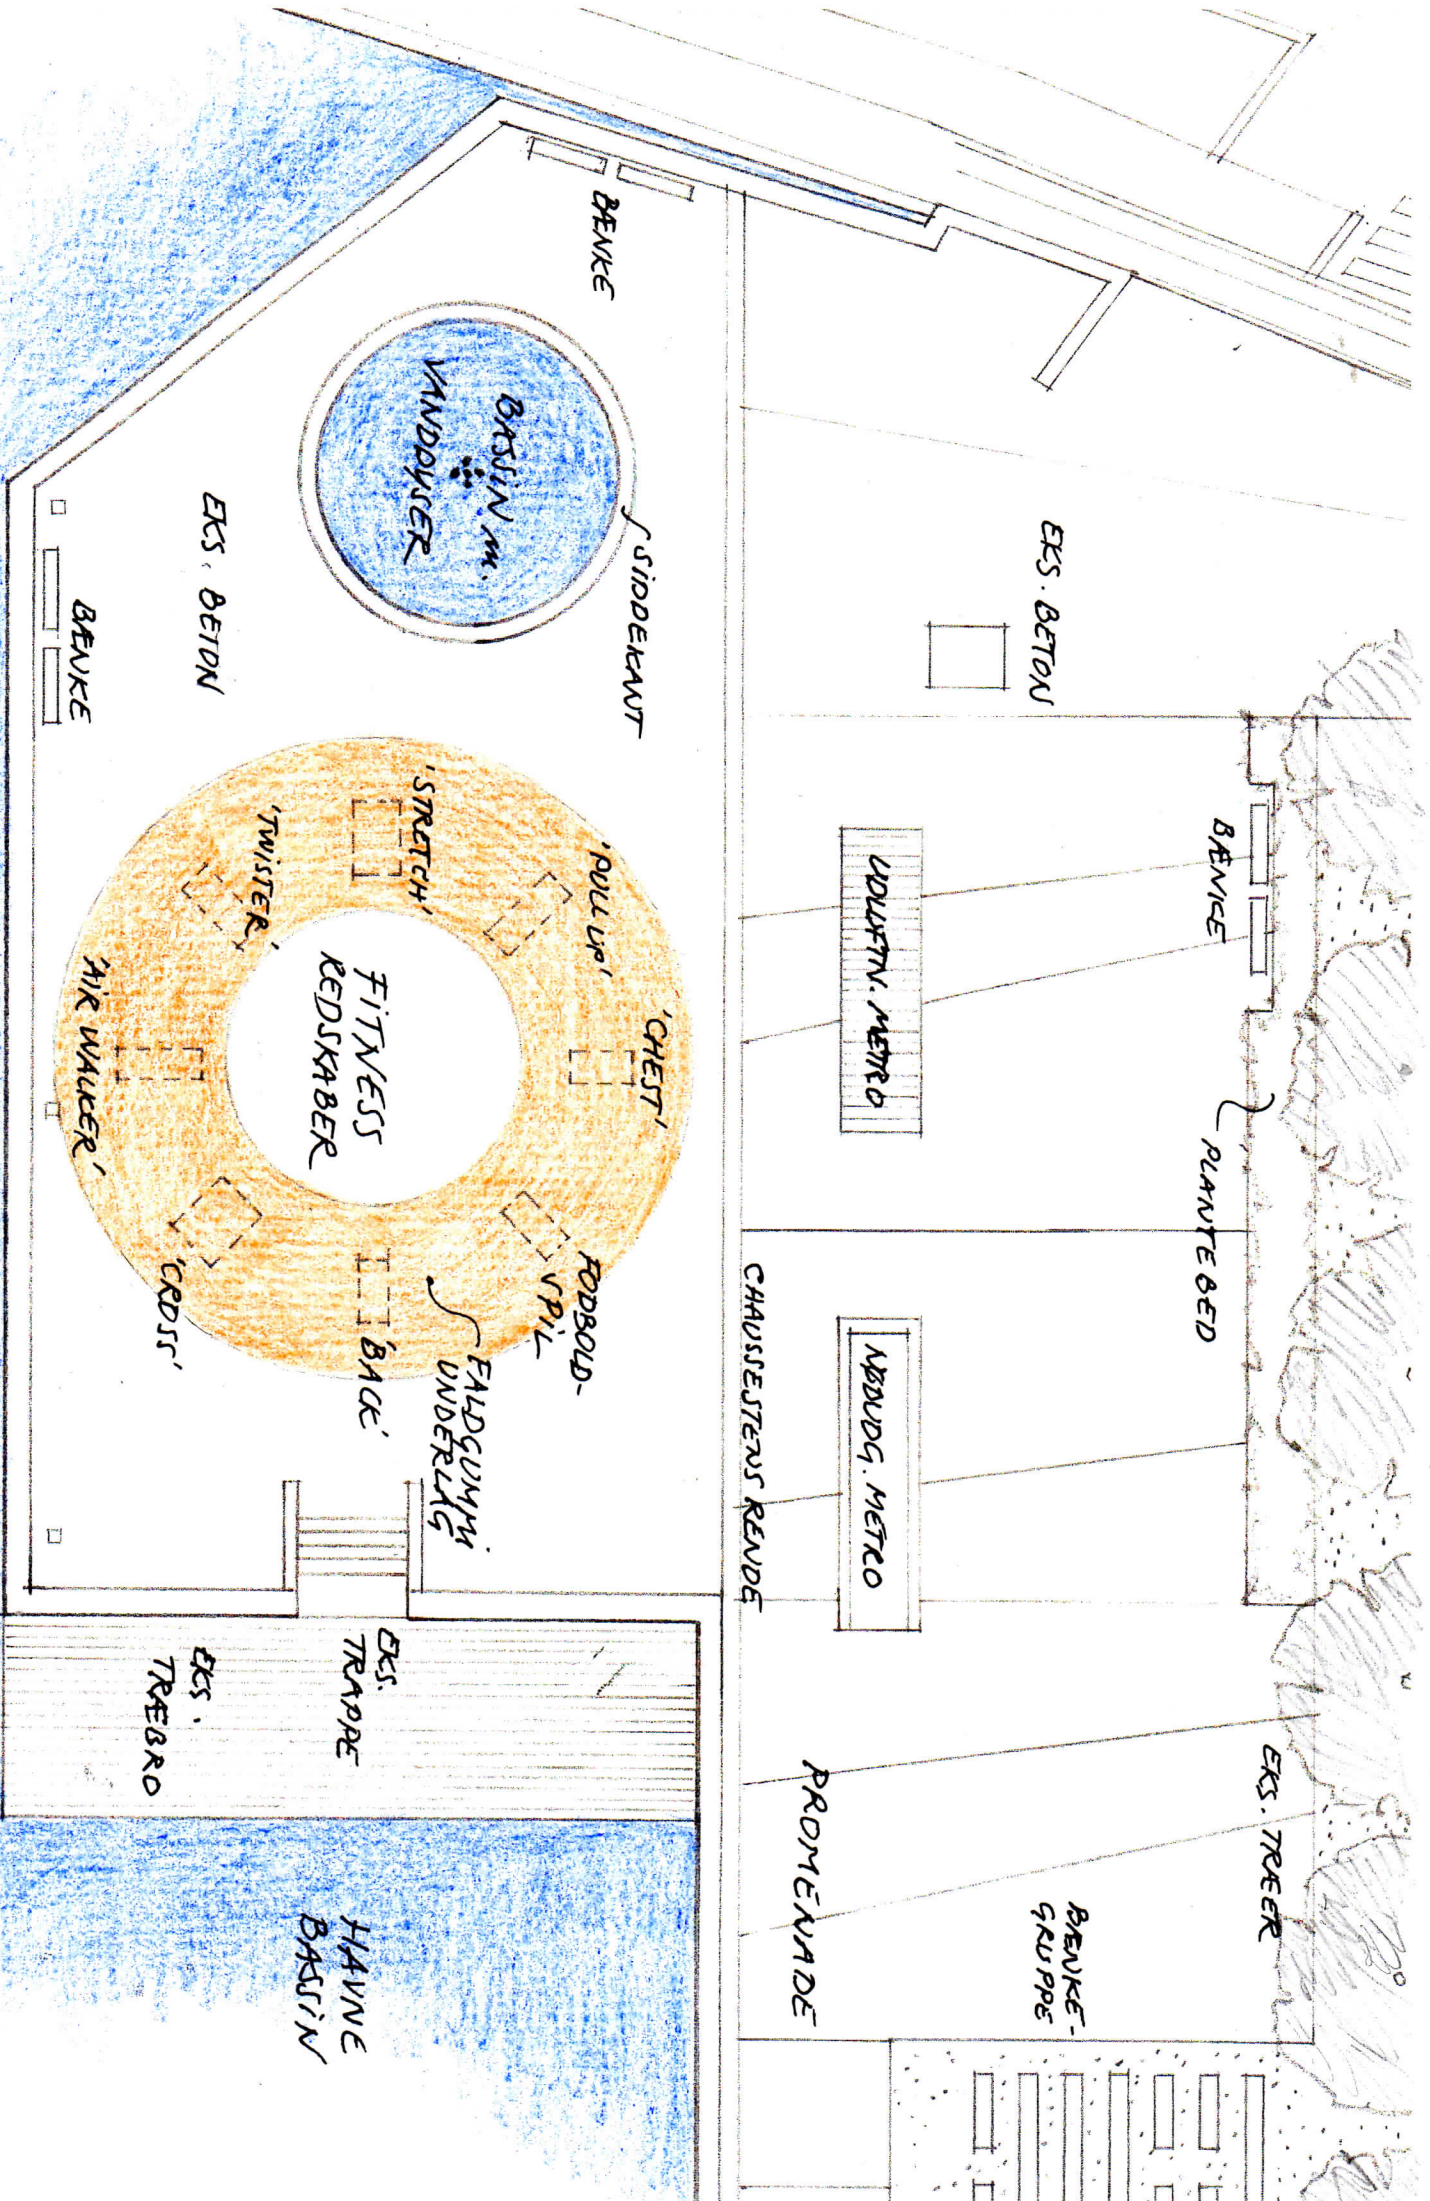 EKS. TRÆER
BÆNKE
PLANTEBED
BÆNKE-
GRUPPE
EKS. BETON
UDLUFTN. METRO
NØDUDG. METRO
PROMENADE
CHAUSSESTENS RENDE
BÆNKE
SIDDEKANT
BASSIN m.
VANDDYSER
'PULL UP'
'CHEST'
FODBOLD-
SPIL
'STRETCH'
FITNESS
REDSKABER
'BACK'
FALDGUMMI
UNDERLAG
'TWISTER'
'AIR WALKER'
'CROSS'
EKS. BETON
BÆNKE
EKS.
TRAPPE
EKS.
TRÆBRO
HAVNE
BASSIN